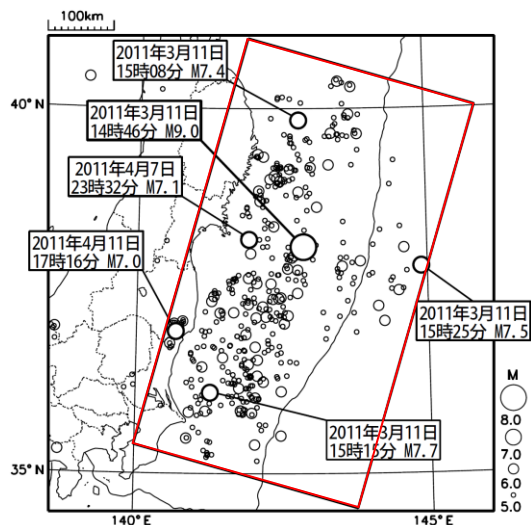 100km
2011年3月11日
15時08分 M7.4
40°N
2011年3月11日
14時46分 M9.0
2011年4月7日
23時32分 M7.1
2011年4月11日
17時16分 M7.0
2011年3月11日
15時25分 M7.5
2011年3月11日
15時15分 M7.7
M
8.0
7.0
6.0
5.0
35°N
140°E
145°E